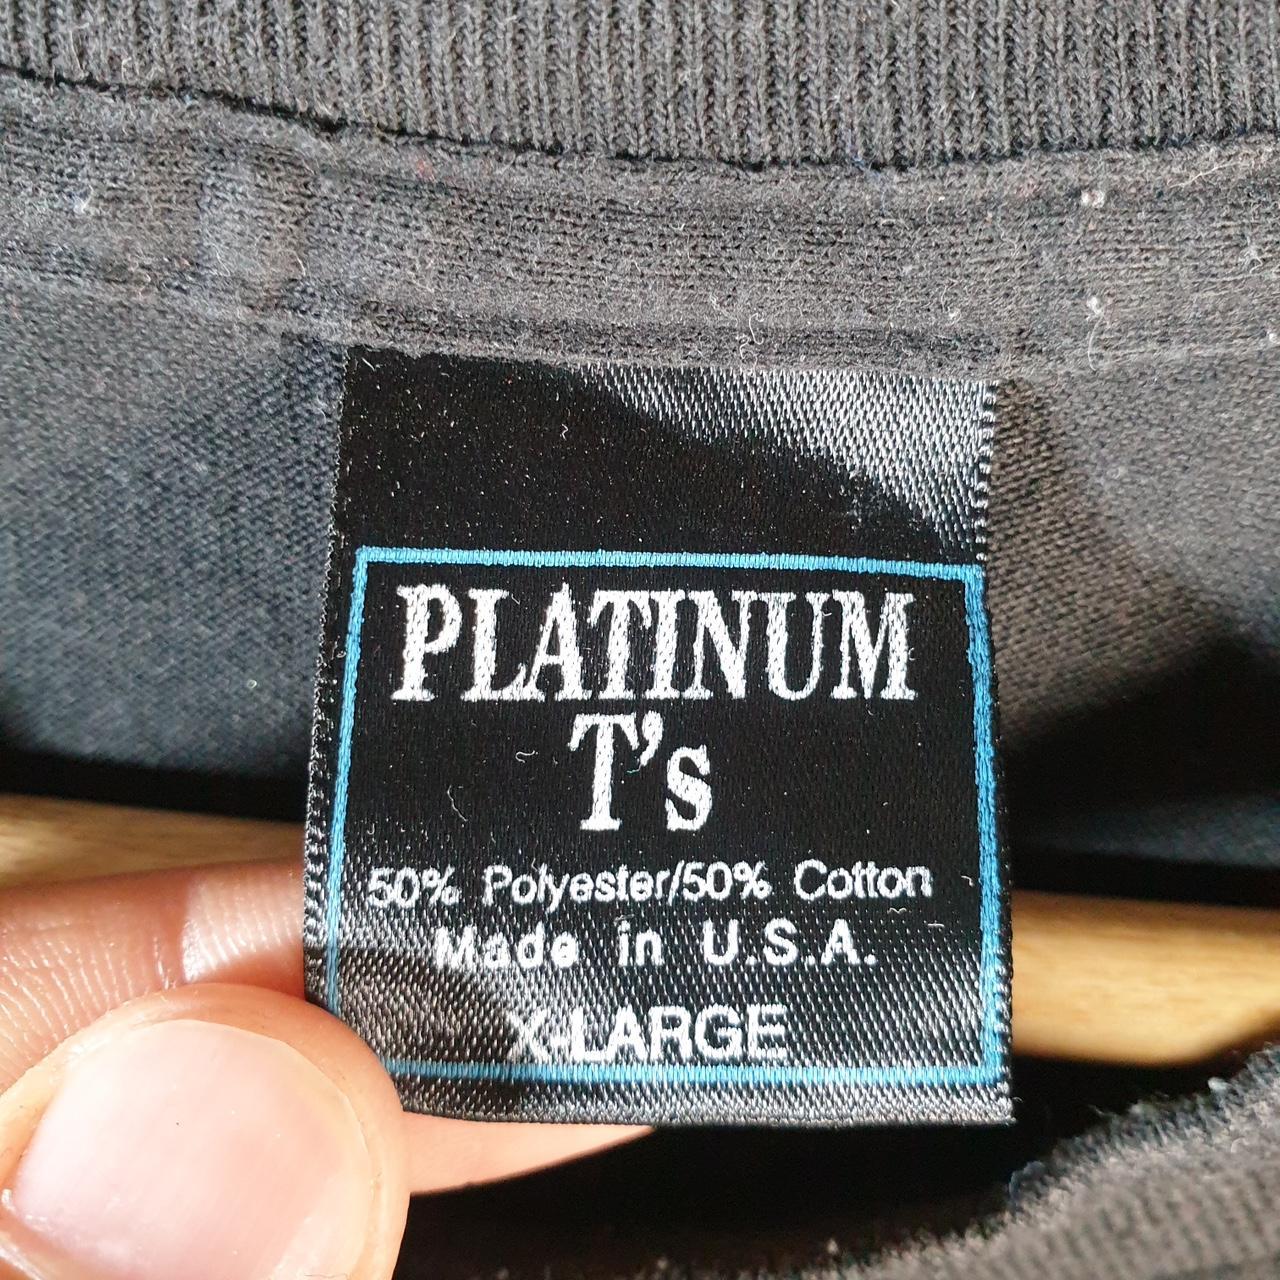 PLATINUM
T's
50% Polyester/50% Cotton
Made in U.S.A.
X-LARGE